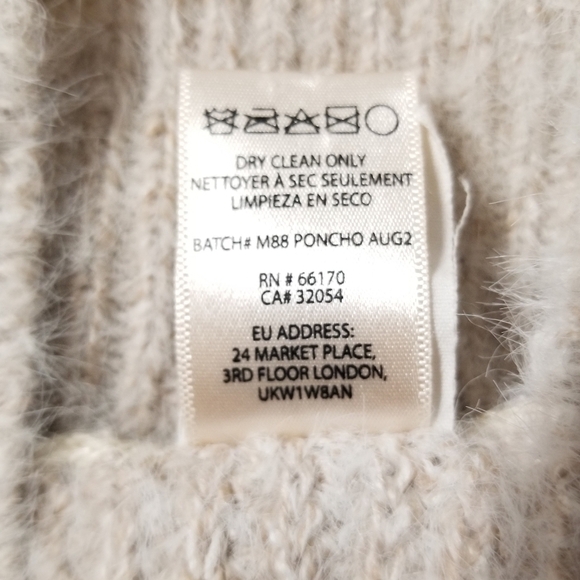 DRY CLEAN ONLY
NETTOYER À SEC SEULEMENT
LIMPIEZA EN SECO
BATCH# M88 PONCHO AUG2
RN # 66170
CA# 32054
EU ADDRESS:
24 MARKET PLACE,
3RD FLOOR LONDON,
UKW1W8AN